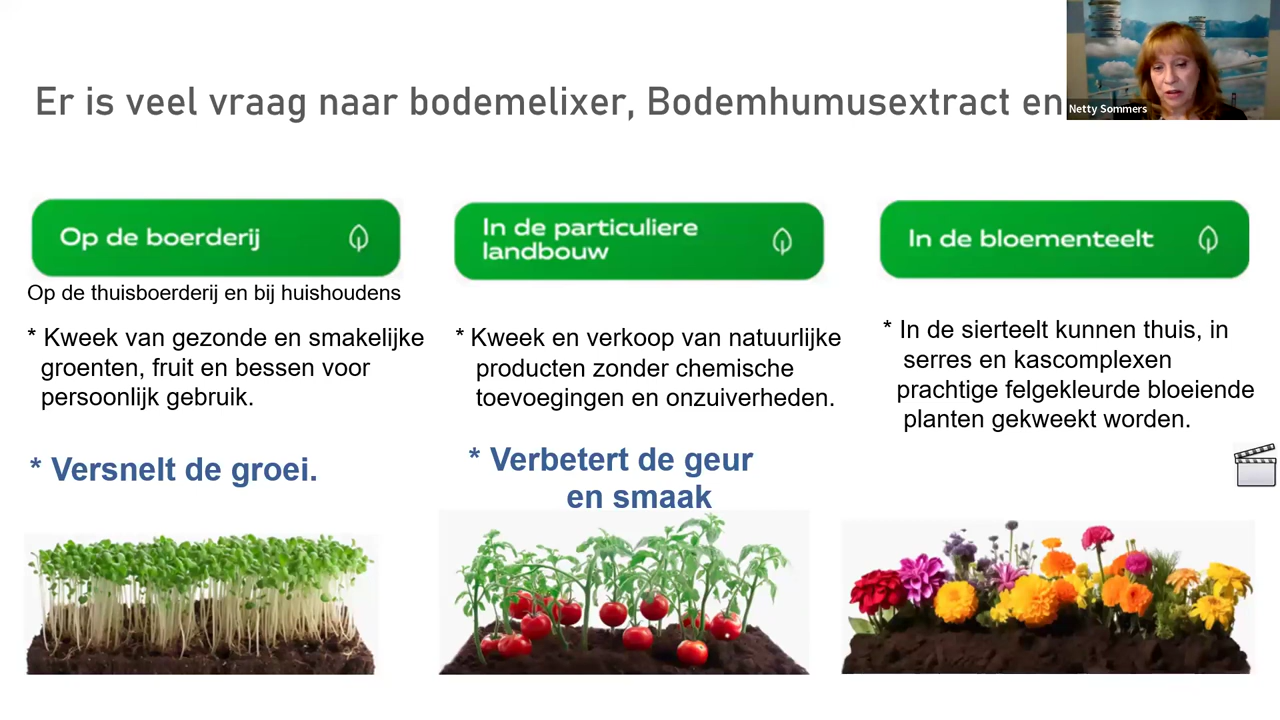 Er is veel vraag naar bodemelixer, Bodemhumusextract en
Netty Sommers
Op de boerderij
Op de thuisboerderij en bij huishoudens
* Kweek van gezonde en smakelijke
groenten, fruit en bessen voor
persoonlijk gebruik.
* Versnelt de groei.
In de particuliere
landbouw
* Kweek en verkoop van natuurlijke
producten zonder chemische
toevoegingen en onzuiverheden.
* Verbetert de geur
en smaak
In de bloementeelt
* In de sierteelt kunnen thuis, in
serres en kascomplexen
prachtige felgekleurde bloeiende
planten gekweekt worden.